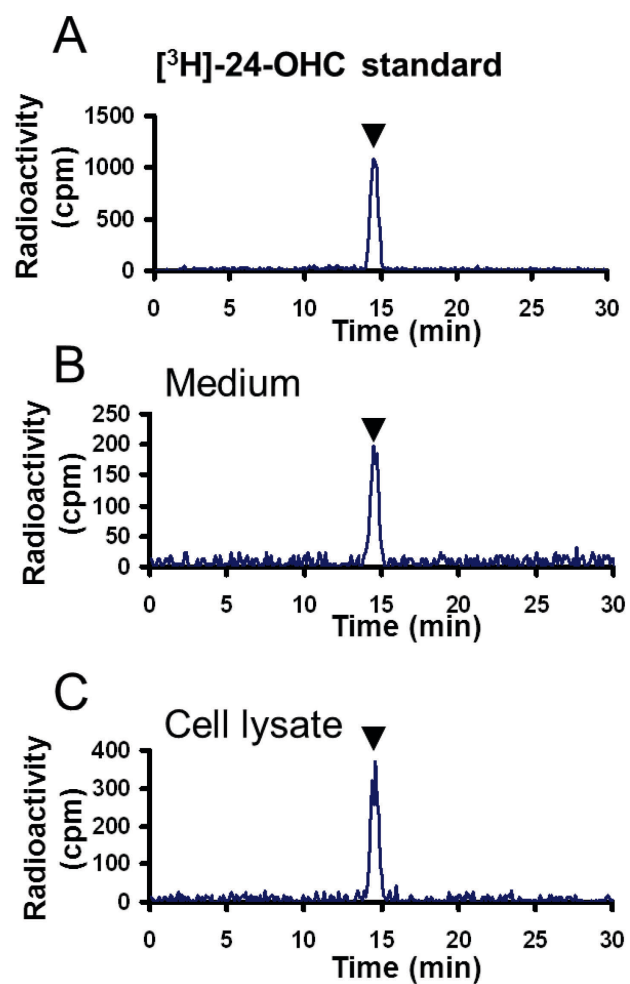 A
[³H]-24-OHC standard
Radioactivity
(cpm)
1500
1000
500
0
0 5 10 15 20 25 30
Time (min)
B
Medium
Radioactivity
(cpm)
250
200
150
100
50
0
0 5 10 15 20 25 30
Time (min)
C
Cell lysate
Radioactivity
(cpm)
400
300
200
100
0
0 5 10 15 20 25 30
Time (min)